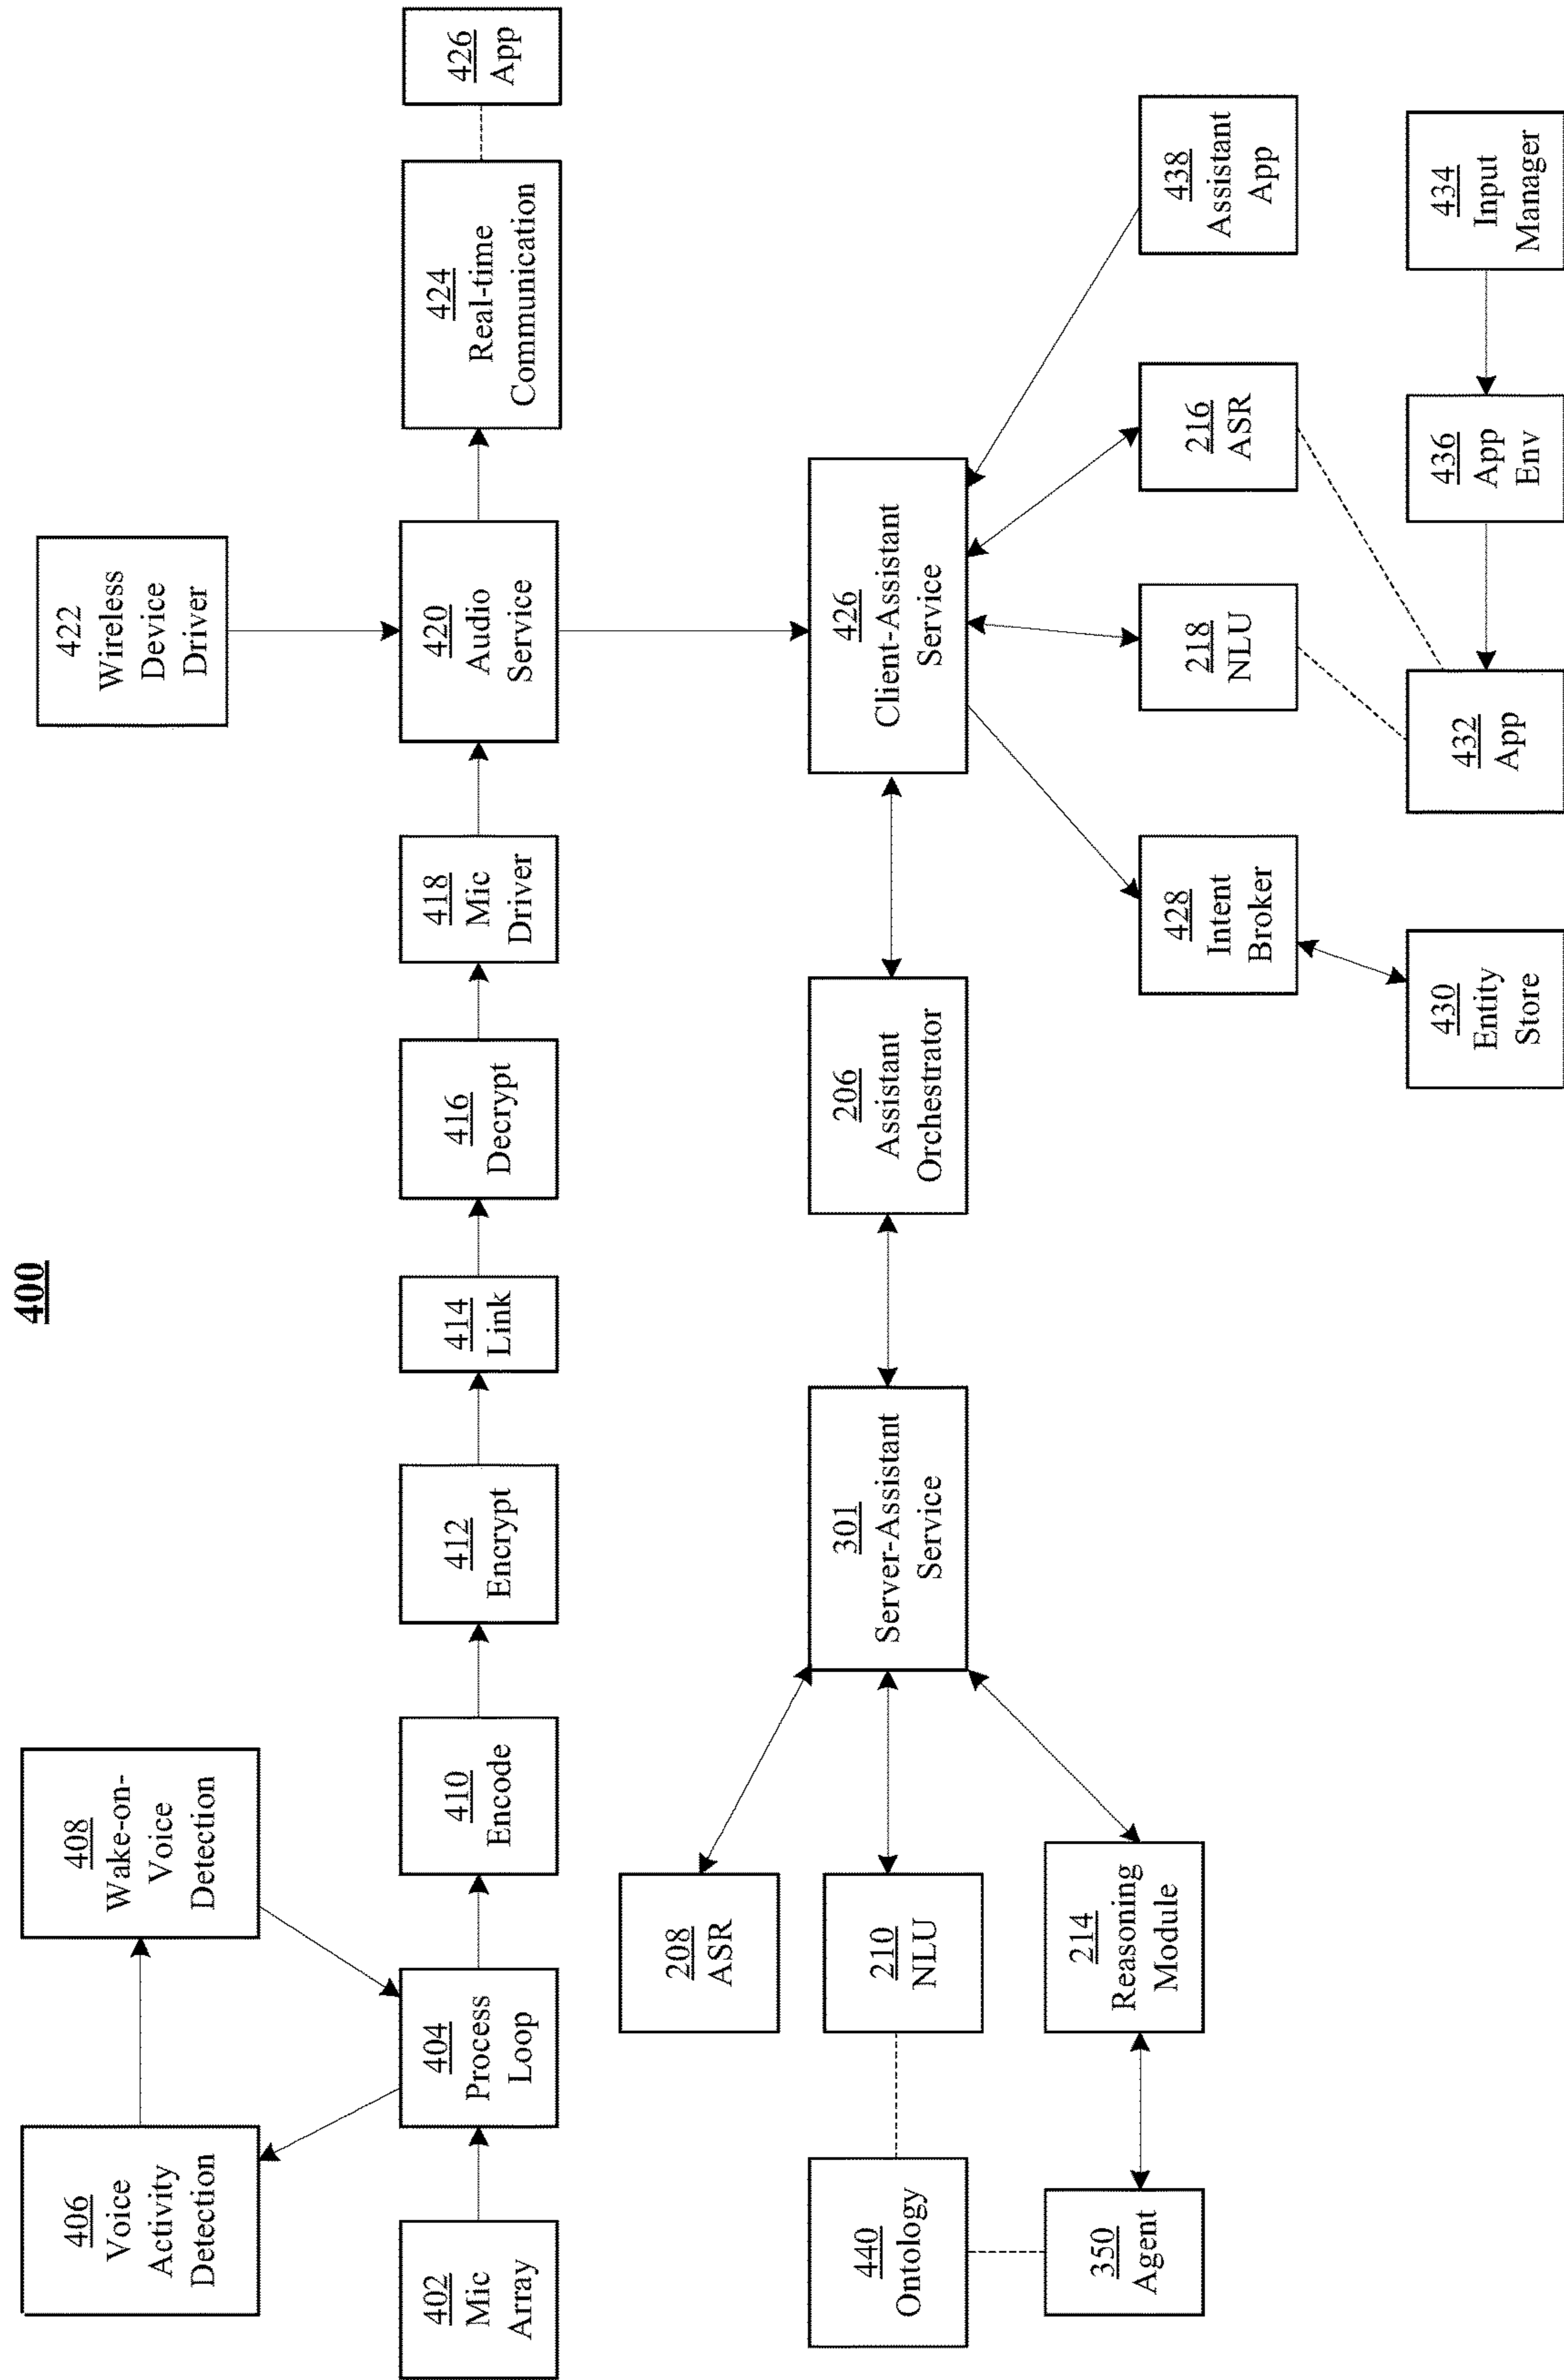 400
406
Voice
Activity
Detection
408
Wake-on-
Voice
Detection
422
Wireless
Device
Driver
402
Mic
Array
404
Process
Loop
410
Encode
412
Encrypt
414
Link
416
Decrypt
418
Mic
Driver
420
Audio
Service
424
Real-time
Communication
426
App
208
ASR
440
Ontology
210
NLU
301
Server-Assistant
Service
206
Assistant
Orchestrator
426
Client-Assistant
Service
350
Agent
214
Reasoning
Module
428
Intent
Broker
218
NLU
216
ASR
438
Assistant
App
430
Entity
Store
432
App
436
App
Env
434
Input
Manager